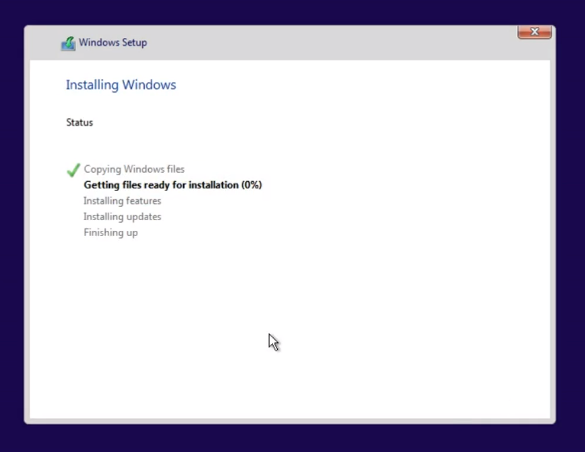 Windows Setup
Installing Windows
Status
Copying Windows files
Getting files ready for installation (0%)
Installing features
Installing updates
Finishing up